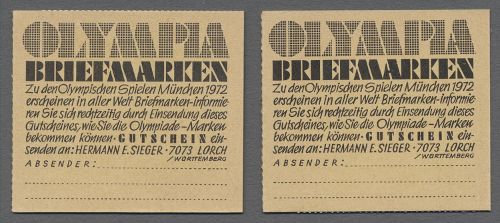 OLYMPIA
BRIEFMARKEN
Zu den Olympischen Spielen München 1972
erscheinen in aller Welt Briefmarken - informie-
ren Sie sich rechtzeitig durch Einsendung dieses
Gutscheines, wie Sie die Olympiade-Marken
bekommen können · GUTSCHEIN ein-
senden an: HERMANN E. SIEGER · 7073 LORCH
ABSENDER: /WÜRTTEMBERG
OLYMPIA
BRIEFMARKEN
Zu den Olympischen Spielen München 1972
erscheinen in aller Welt Briefmarken - informie-
ren Sie sich rechtzeitig durch Einsendung dieses
Gutscheines, wie Sie die Olympiade-Marken
bekommen können · GUTSCHEIN ein-
senden an: HERMANN E. SIEGER · 7073 LORCH
ABSENDER: /WÜRTTEMBERG